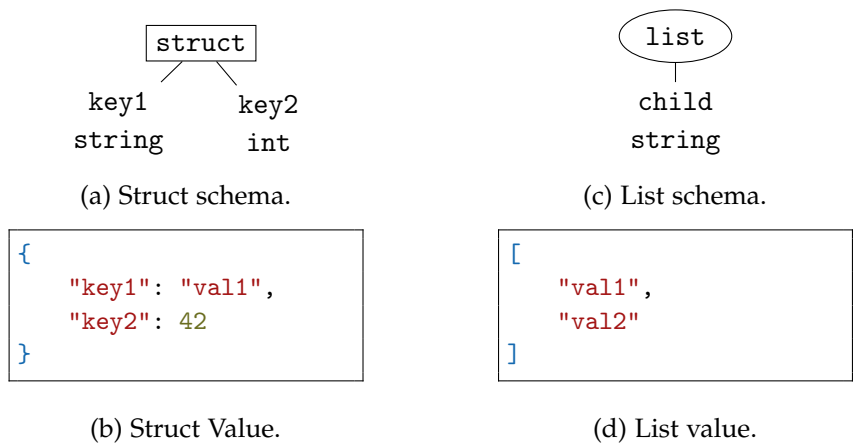 struct
key1
string
key2
int
(a) Struct schema.
{
"key1": "val1",
"key2": 42
}
(b) Struct Value.
list
child
string
(c) List schema.
[
"val1",
"val2"
]
(d) List value.